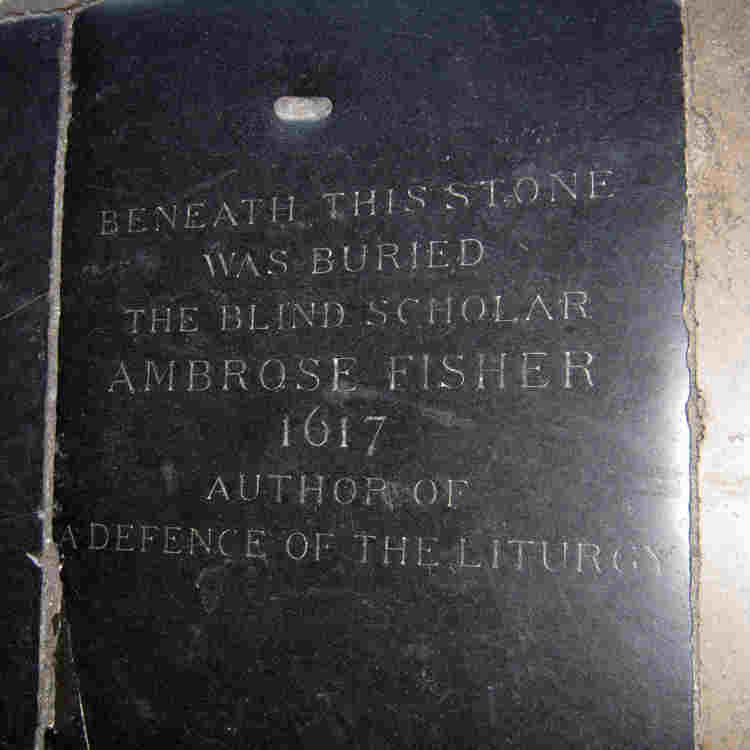 BENEATH THIS STONE
WAS BURIED
THE BLIND SCHOLAR
AMBROSE FISHER
1617
AUTHOR OF
A DEFENCE OF THE LITURGY